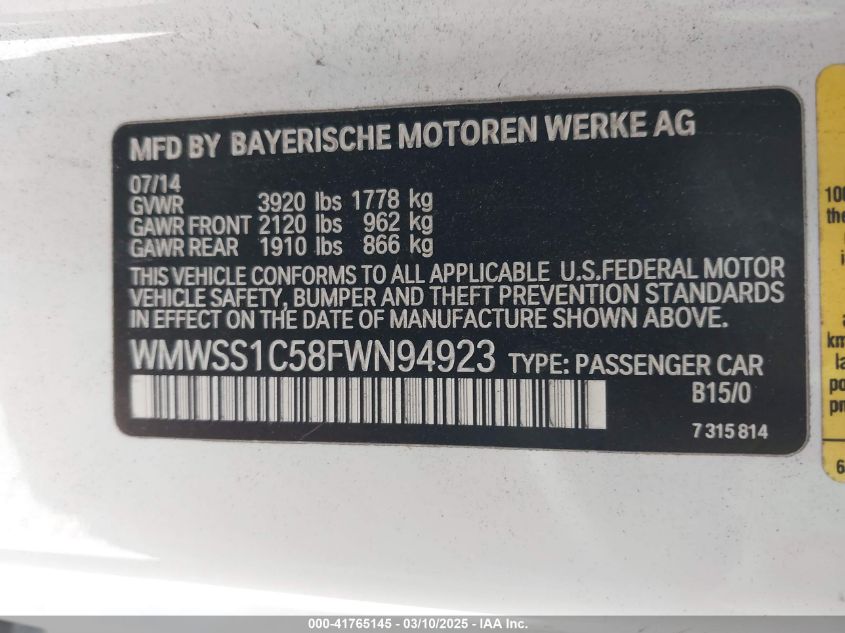 MFD BY BAYERISCHE MOTOREN WERKE AG
07/14
GVWR 3920 lbs 1778 kg
GAWR FRONT 2120 lbs 962 kg
GAWR REAR 1910 lbs 866 kg
THIS VEHICLE CONFORMS TO ALL APPLICABLE U.S.FEDERAL MOTOR
VEHICLE SAFETY, BUMPER AND THEFT PREVENTION STANDARDS
IN EFFECT ON THE DATE OF MANUFACTURE SHOWN ABOVE.
WMWSS1C58FWN94923 TYPE: PASSENGER CAR
B15/0
7 315 814
000-41765145 - 03/10/2025 - IAA Inc.